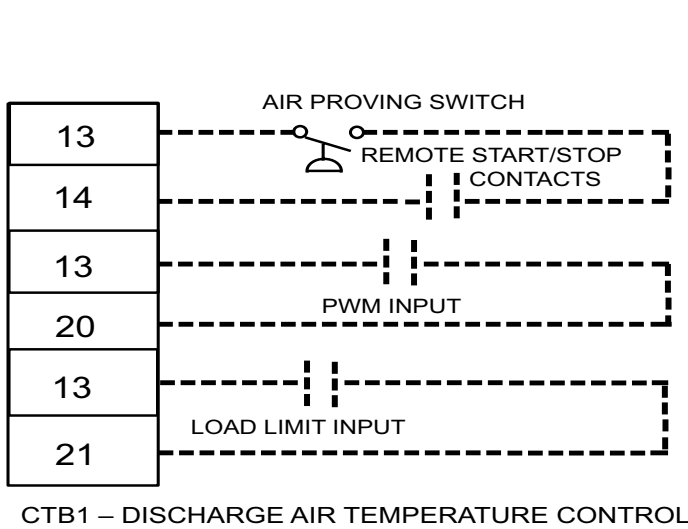 AIR PROVING SWITCH
13
REMOTE START/STOP
CONTACTS
14
13
PWM INPUT
20
13
LOAD LIMIT INPUT
21
CTB1 – DISCHARGE AIR TEMPERATURE CONTROL